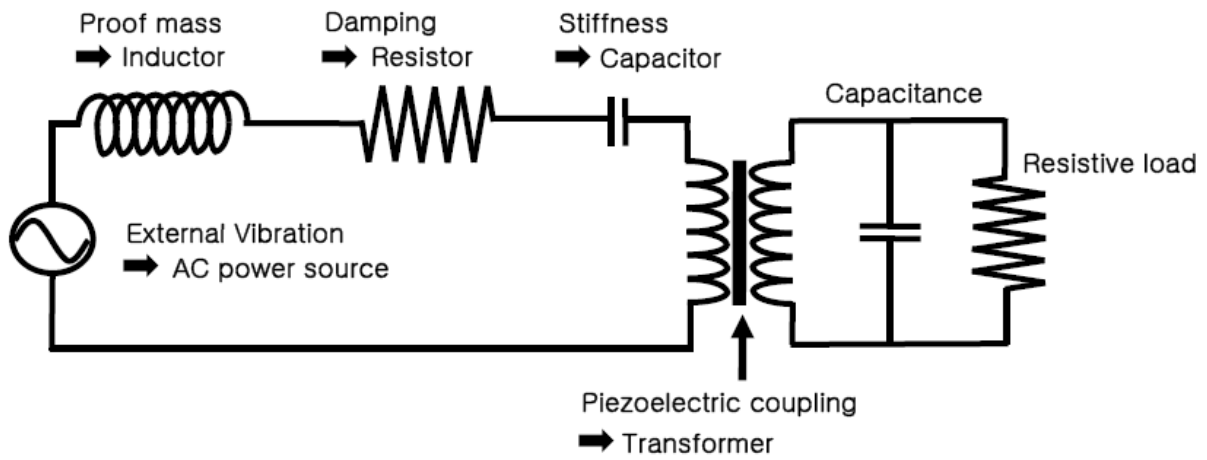 Proof mass
➡ Inductor
Damping
➡ Resistor
Stiffness
➡ Capacitor
Capacitance
Resistive load
External Vibration
➡ AC power source
Piezoelectric coupling
➡ Transformer